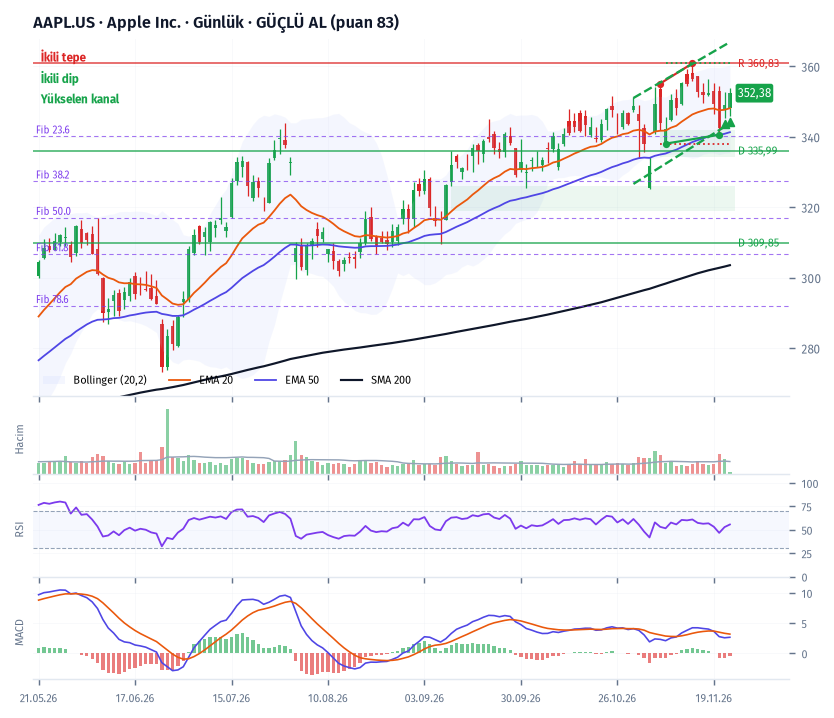 AAPL.US · Apple Inc. · Günlük · GÜÇLÜ AL (puan 83)
İkili tepe
İkili dip
Yükselen kanal
R 360,83
360
352,38
Fib 23.6
340
D 335,99
Fib 38.2
320
Fib 50.0
D 309,85
Fib 61.8
300
Fib 78.6
280
Bollinger (20,2)
EMA 20
EMA 50
SMA 200
Hacim
RSI
100
75
50
25
0
MACD
10
5
0
21.05.26
17.06.26
15.07.26
10.08.26
03.09.26
30.09.26
26.10.26
19.11.26